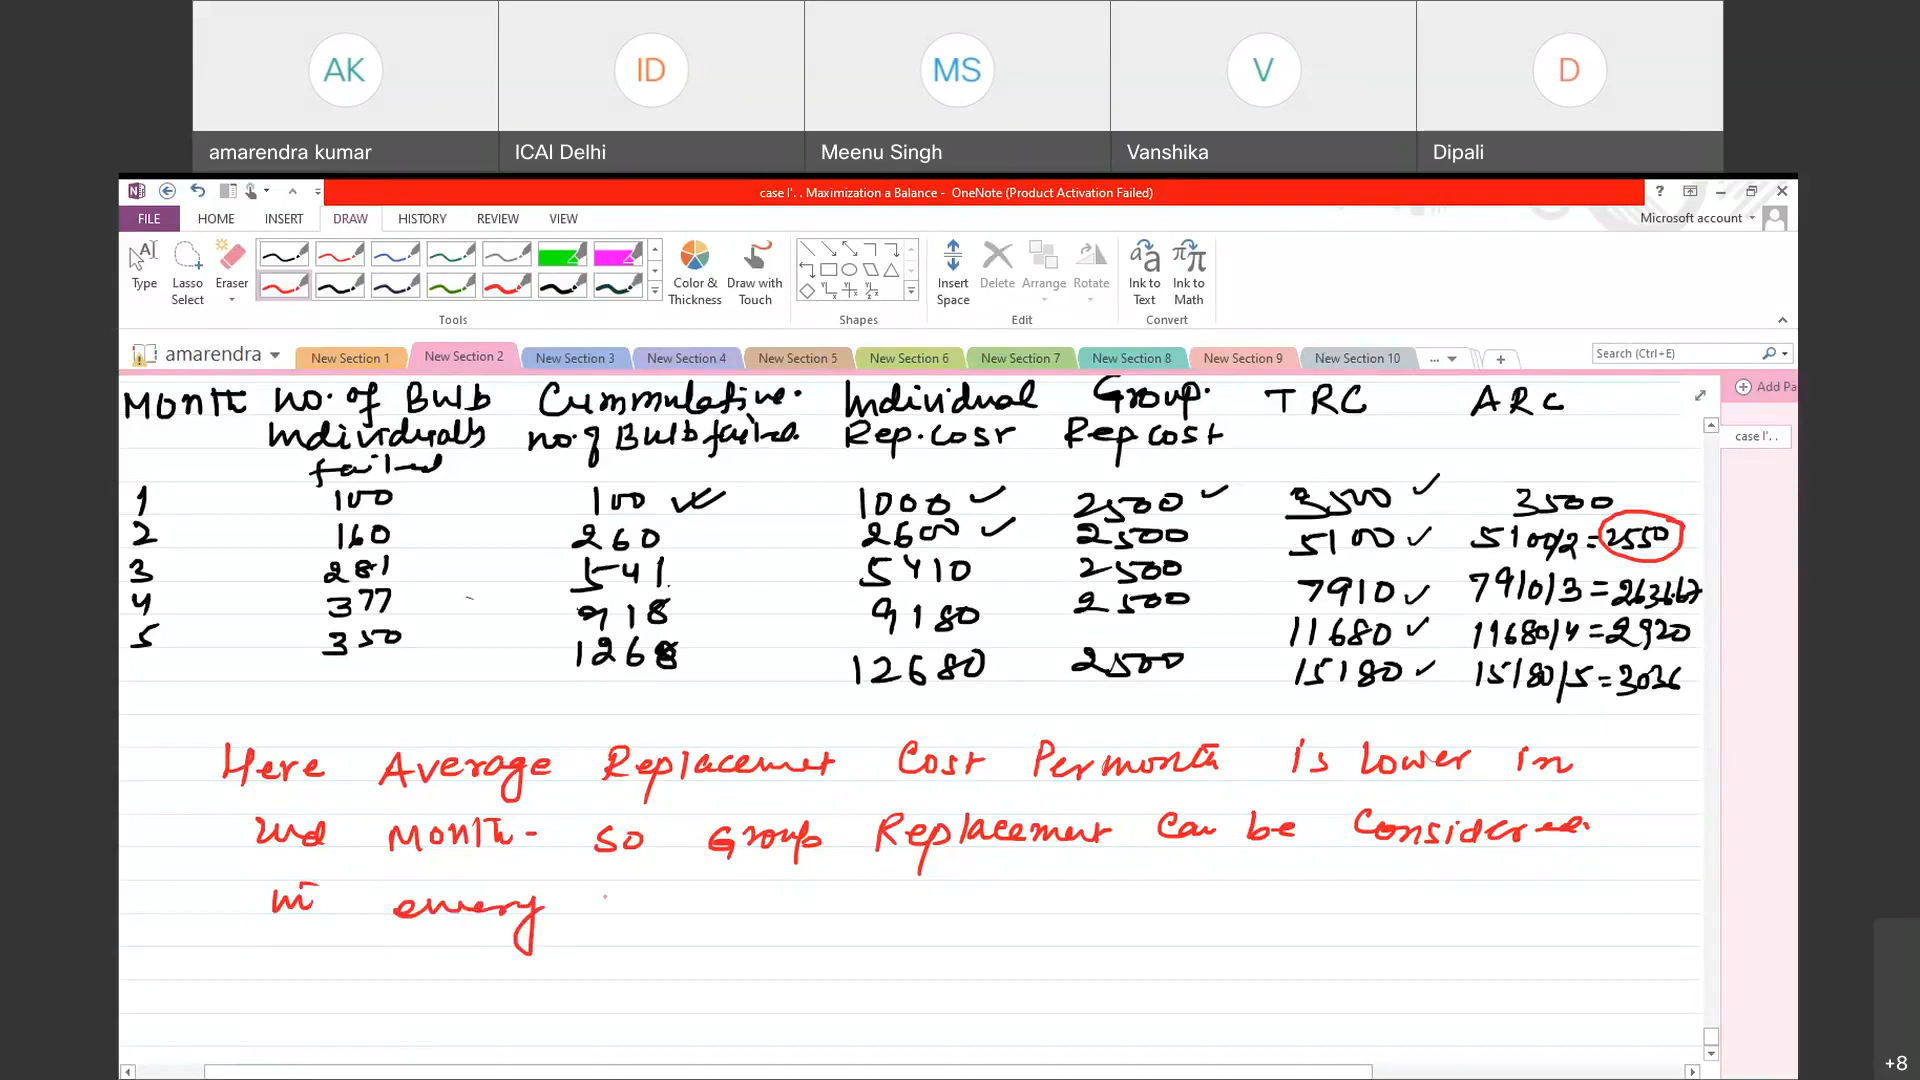 AK ID MS V D
amarendra kumar ICAI Delhi Meenu Singh Vanshika Dipali
case I'. . Maximization a Balance - OneNote (Product Activation Failed)
?
FILE HOME INSERT DRAW HISTORY REVIEW VIEW Microsoft account
Type Lasso Select Eraser Color & Thickness Draw with Touch Insert Space Delete Arrange Rotate Ink to Text Ink to Math
Tools Shapes Edit Convert
amarendra New Section 1 New Section 2 New Section 3 New Section 4 New Section 5 New Section 6 New Section 7 New Section 8 New Section 9 New Section 10 ... + Search (Ctrl+E)
Add Pa
case I'. .
Month no. of Bulb Cummulative. Individual Group. TRC ARC
Individually no. of Bulb failed. Rep. cost Rep cost
failed
1 100 100 1000 2500 3500 3500
2 160 260 2600 2500 5100 5100/2 = 2550
3 281 541 5410 2500 7910 7910/3 = 2636.67
4 377 918 9180 2500 11680 11680/4 = 2920
5 350 1268 12680 2500 15180 15180/5 = 3036
Here Average Replacemet Cost Per month is lower in
2nd Month - so Group Replacement can be considered.
in every
+8